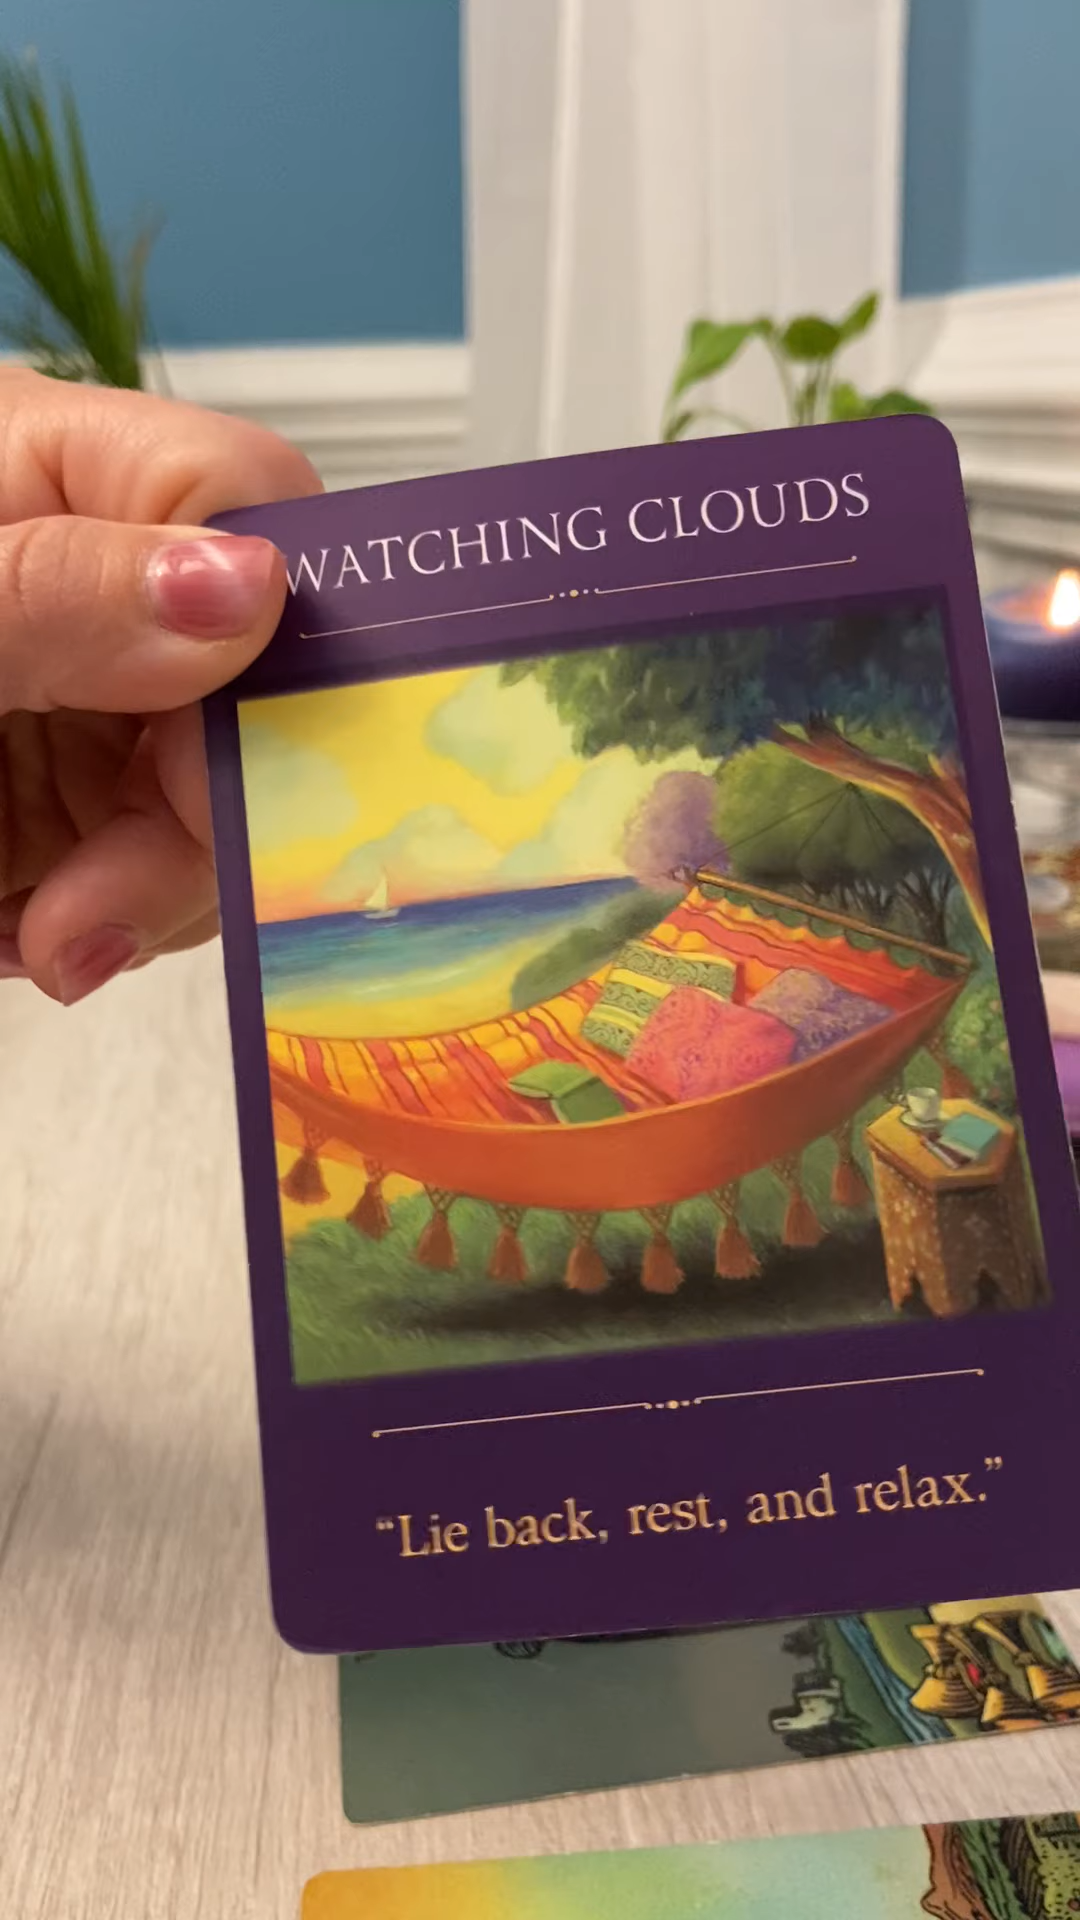 WATCHING CLOUDS
“Lie back, rest, and relax.”